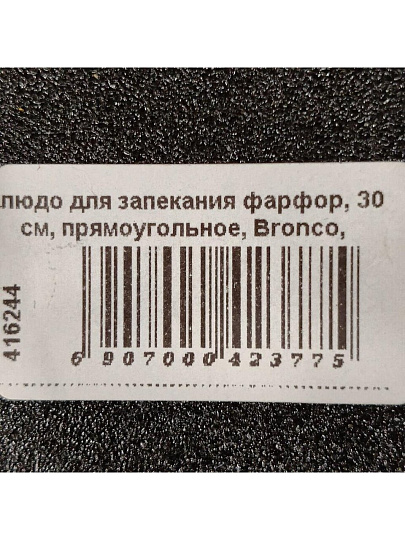 людо для запекания фарфор, 30
см, прямоугольное, Bronco,
416244
6 907000 423775